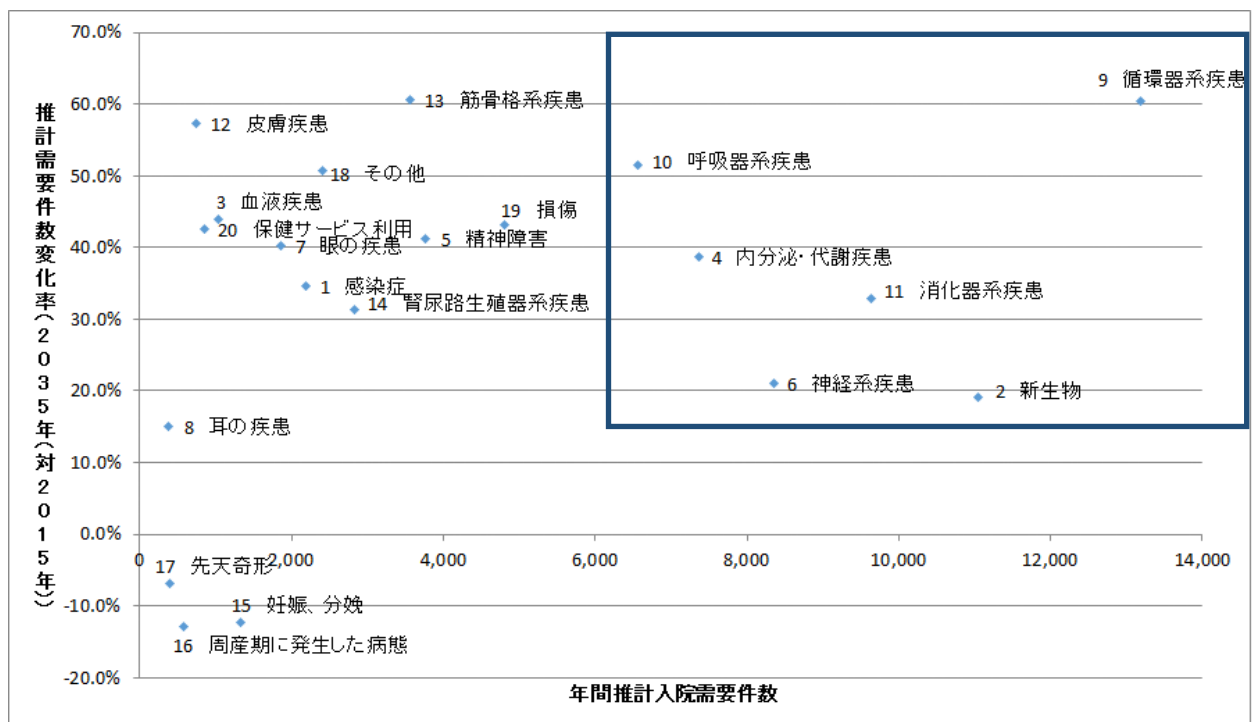 70.0%
60.0%
50.0%
40.0%
30.0%
20.0%
10.0%
0.0%
-10.0%
-20.0%
推計需要件数変化率(2035年(対2015年))
9 循環器系疾患
13 筋骨格系疾患
12 皮膚疾患
10 呼吸器系疾患
18 その他
3 血液疾患
19 損傷
20 保健サービス利用
5 精神障害
7 眼の疾患
4 内分泌・代謝疾患
1 感染症
11 消化器系疾患
14 腎尿路生殖器系疾患
6 神経系疾患
2 新生物
8 耳の疾患
0 2,000 4,000 6,000 8,000 10,000 12,000 14,000
17 先天奇形
15 妊娠、分娩
16 周産期に発生した病態
年間推計入院需要件数